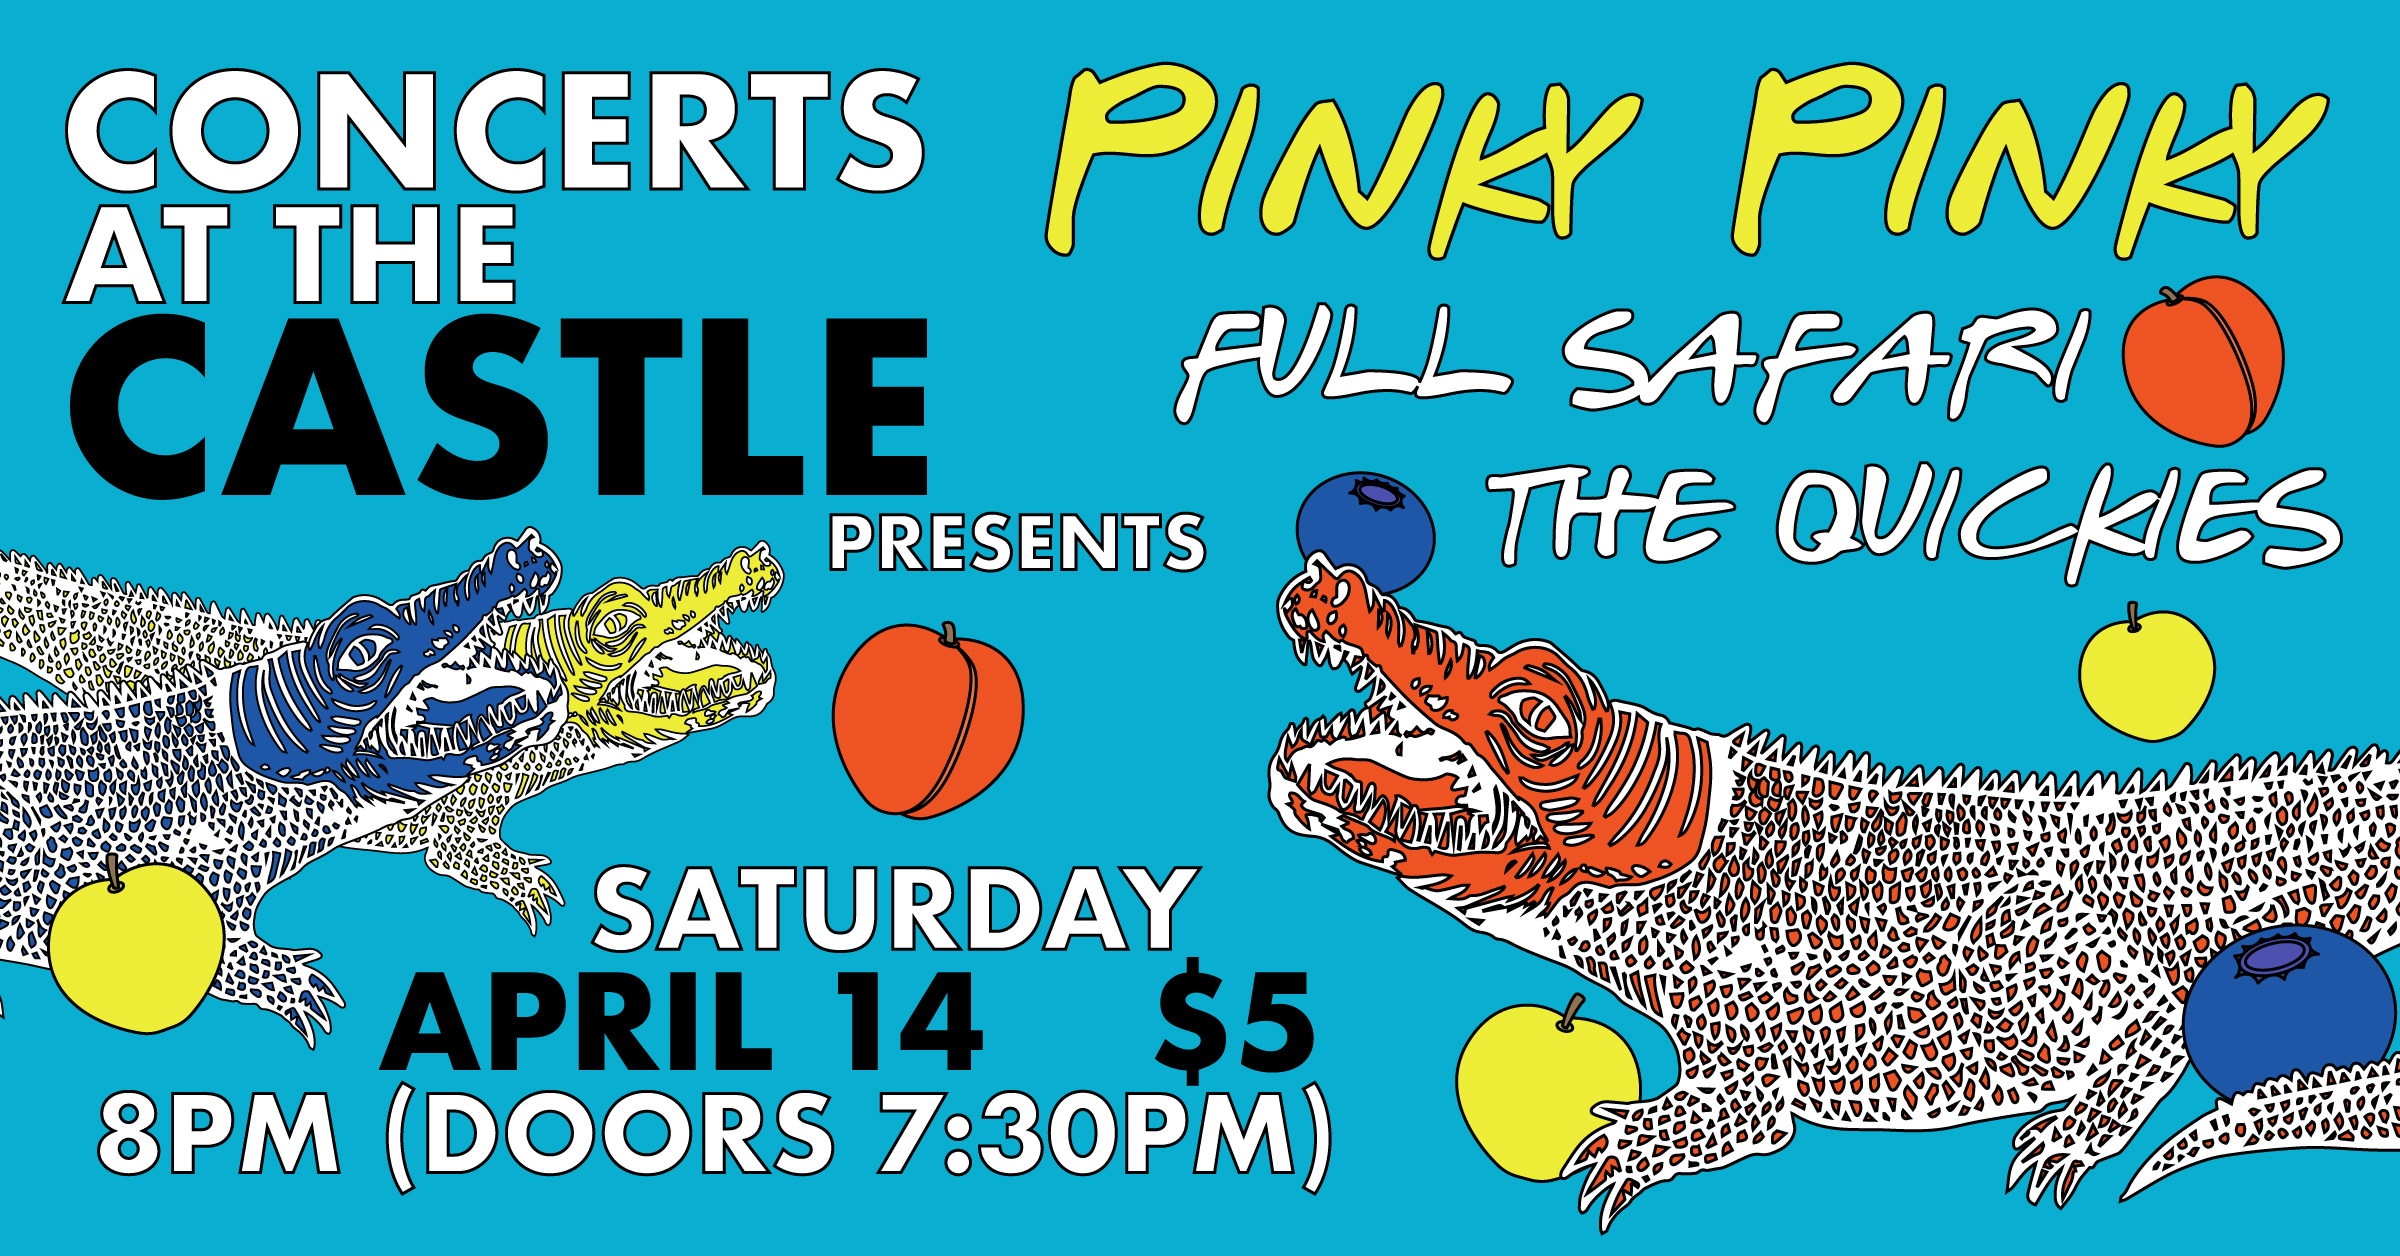 CONCERTS
AT THE
CASTLE
PRESENTS
PINKY PINKY
FULL SAFARI
THE QUICKIES
SATURDAY
APRIL 14 $5
8PM (DOORS 7:30PM)